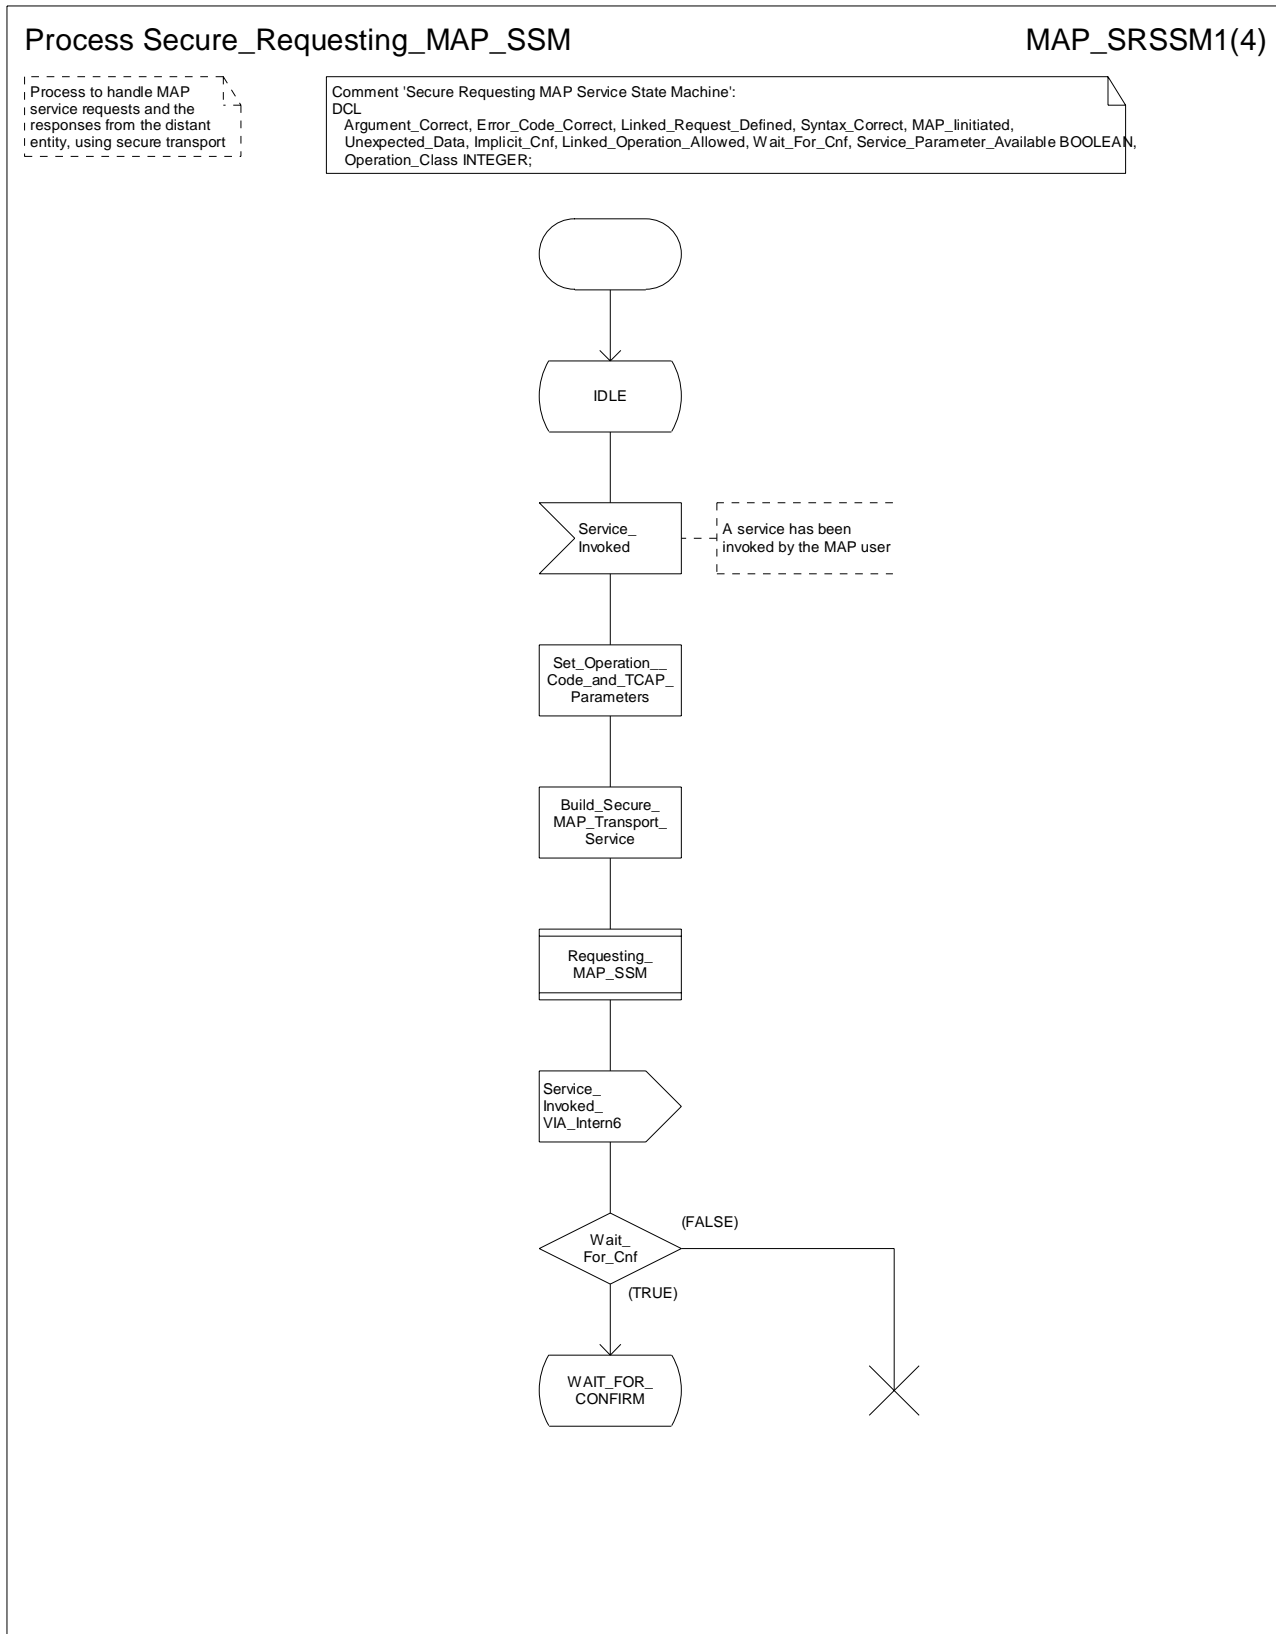 Process Secure_Requesting_MAP_SSM
MAP_SRSSM1(4)
Process to handle MAP
service requests and the
responses from the distant
entity, using secure transport
Comment 'Secure Requesting MAP Service State Machine':
DCL
Argument_Correct, Error_Code_Correct, Linked_Request_Defined, Syntax_Correct, MAP_Iinitiated,
Unexpected_Data, Implicit_Cnf, Linked_Operation_Allowed, Wait_For_Cnf, Service_Parameter_Available BOOLEAN,
Operation_Class INTEGER;
IDLE
Service_
Invoked
A service has been
invoked by the MAP user
Set_Operation__
Code_and_TCAP_
Parameters
Build_Secure_
MAP_Transport_
Service
Requesting_
MAP_SSM
Service_
Invoked_
VIA_Intern6
Wait_
For_Cnf
(FALSE)
(TRUE)
WAIT_FOR_
CONFIRM